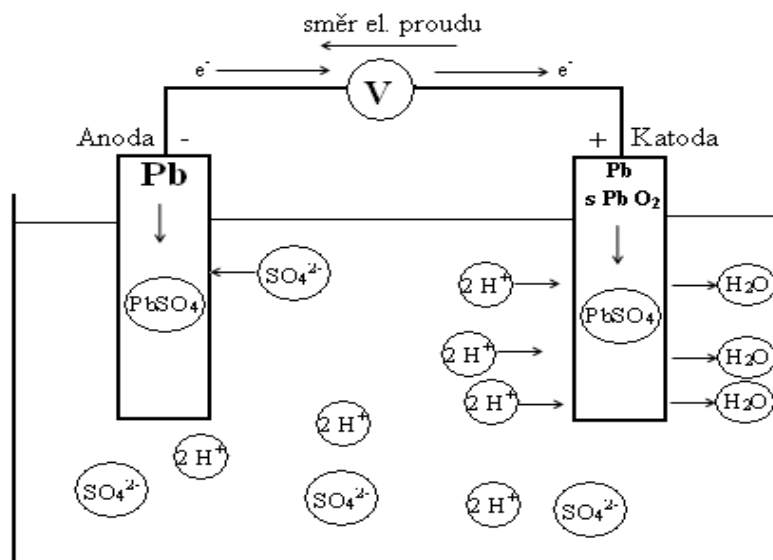 směr el. proudu
e⁻
e⁻
V
Anoda -
+ Katoda
Pb
Pb
s Pb O₂
SO₄²⁻
2 H⁺
H₂O
PbSO₄
PbSO₄
2 H⁺
H₂O
2 H⁺
H₂O
2 H⁺
2 H⁺
SO₄²⁻
SO₄²⁻
2 H⁺
SO₄²⁻